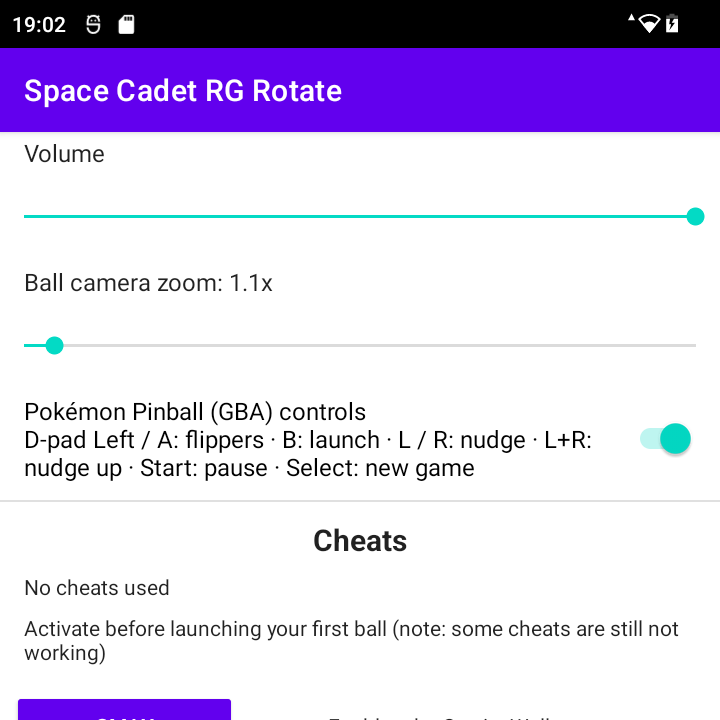 19:02
Space Cadet RG Rotate
Volume
Ball camera zoom: 1.1x
Pokémon Pinball (GBA) controls
D-pad Left / A: flippers · B: launch · L / R: nudge · L+R:
nudge up · Start: pause · Select: new game
Cheats
No cheats used
Activate before launching your first ball (note: some cheats are still not
working)